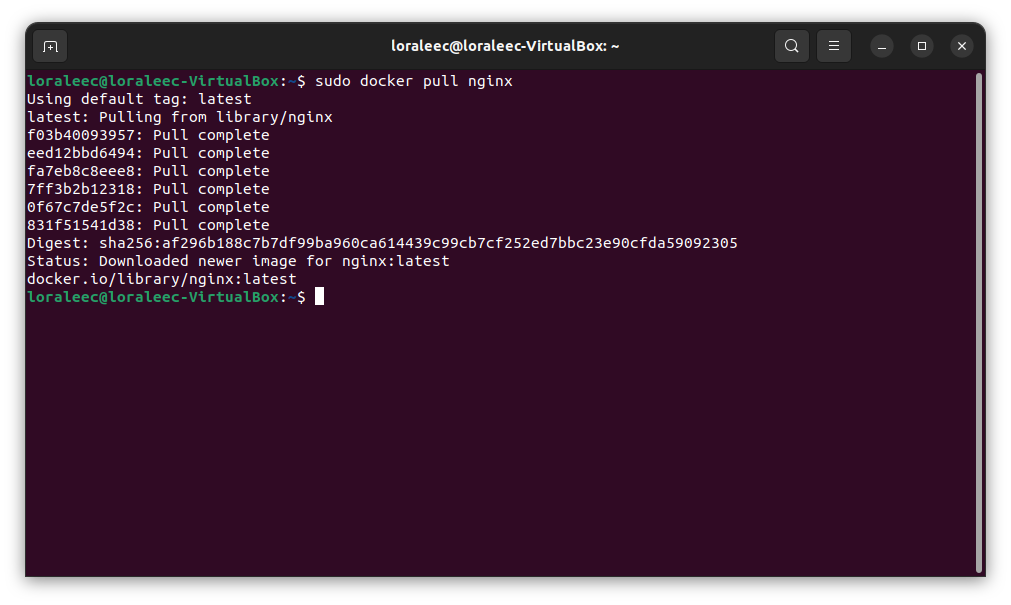 loraleec@loraleec-VirtualBox: ~
loraleec@loraleec-VirtualBox:~$ sudo docker pull nginx
Using default tag: latest
latest: Pulling from library/nginx
f03b40093957: Pull complete
eed12bbd6494: Pull complete
fa7eb8c8eee8: Pull complete
7ff3b2b12318: Pull complete
0f67c7de5f2c: Pull complete
831f51541d38: Pull complete
Digest: sha256:af296b188c7b7df99ba960ca614439c99cb7cf252ed7bbc23e90cfda59092305
Status: Downloaded newer image for nginx:latest
docker.io/library/nginx:latest
loraleec@loraleec-VirtualBox:~$